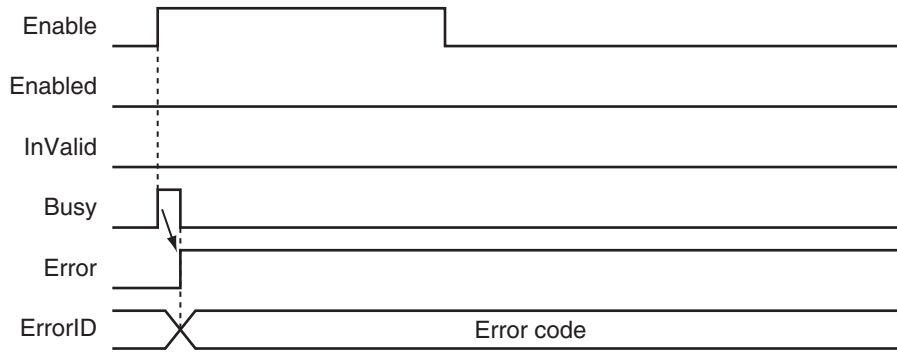 Enable
Enabled
InValid
Busy
Error
ErrorID
Error code